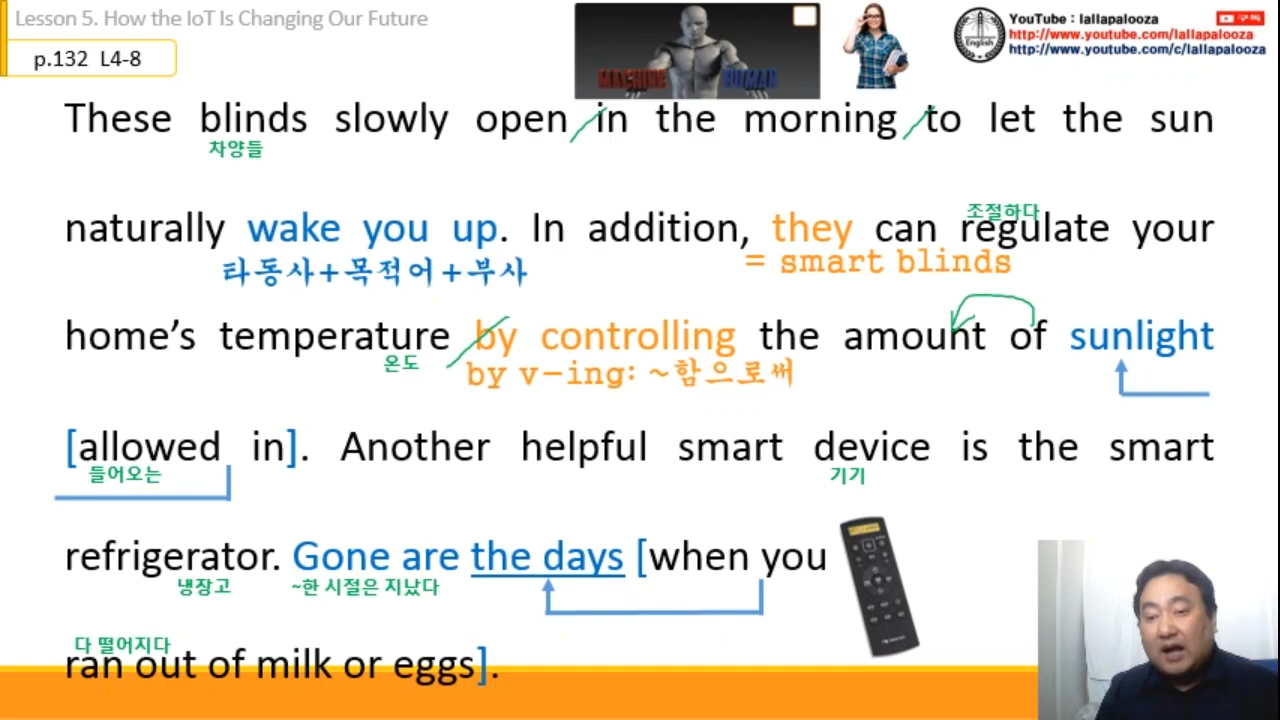 Lesson 5. How the IoT Is Changing Our Future
p.132 L4-8
MACHINE HUMAN
English
YouTube : lallapalooza
구독
http://www.youtube.com/lallapalooza
http://www.youtube.com/c/lallapalooza
These blinds slowly open in the morning to let the sun
차양들
조절하다
naturally wake you up. In addition, they can regulate your
타동사+목적어+부사
= smart blinds
home's temperature by controlling the amount of sunlight
온도
by v-ing: ~함으로써
[allowed in]. Another helpful smart device is the smart
들어오는
기기
refrigerator. Gone are the days [when you
냉장고
~한 시절은 지났다
다 떨어지다
ran out of milk or eggs].